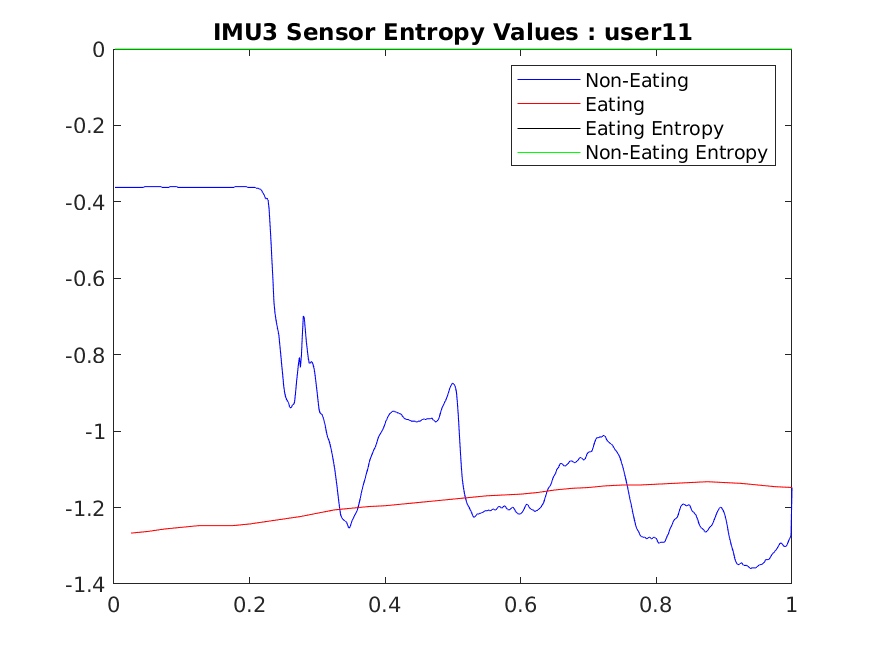 IMU3 Sensor Entropy Values : user11
0
-0.2
-0.4
-0.6
-0.8
-1
-1.2
-1.4
Non-Eating
Eating
Eating Entropy
Non-Eating Entropy
0
0.2
0.4
0.6
0.8
1